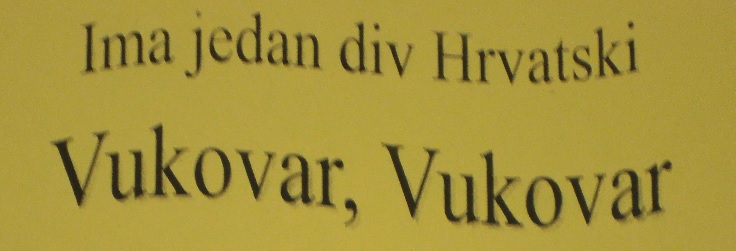 Ima jedan div Hrvatski
Vukovar, Vukovar